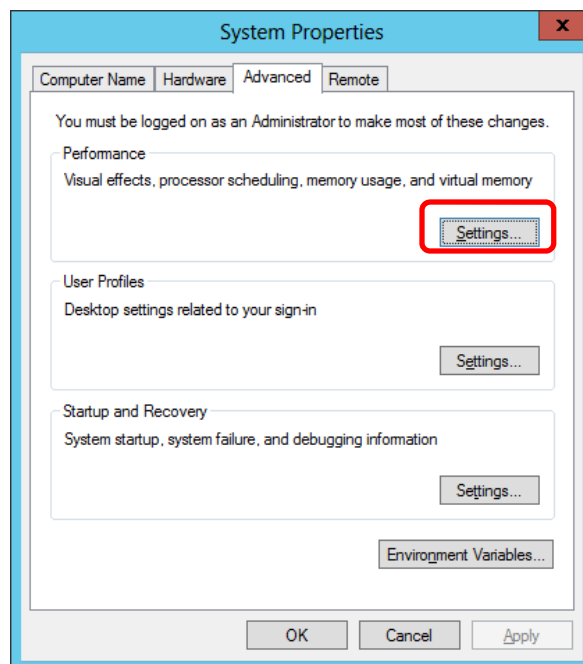 System Properties
x
Computer Name Hardware Advanced Remote
You must be logged on as an Administrator to make most of these changes.
Performance
Visual effects, processor scheduling, memory usage, and virtual memory
Settings...
User Profiles
Desktop settings related to your sign-in
Settings...
Startup and Recovery
System startup, system failure, and debugging information
Settings...
Environment Variables...
OK Cancel Apply